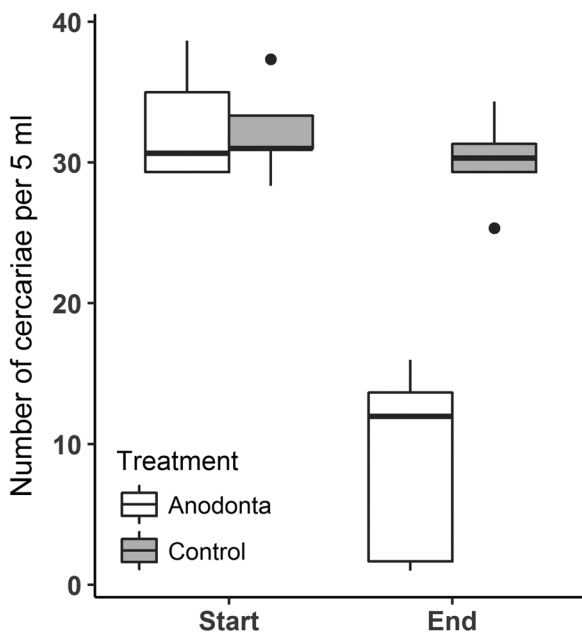 Number of cercariae per 5 ml
40
30
20
10
0
Treatment
Anodonta
Control
Start
End